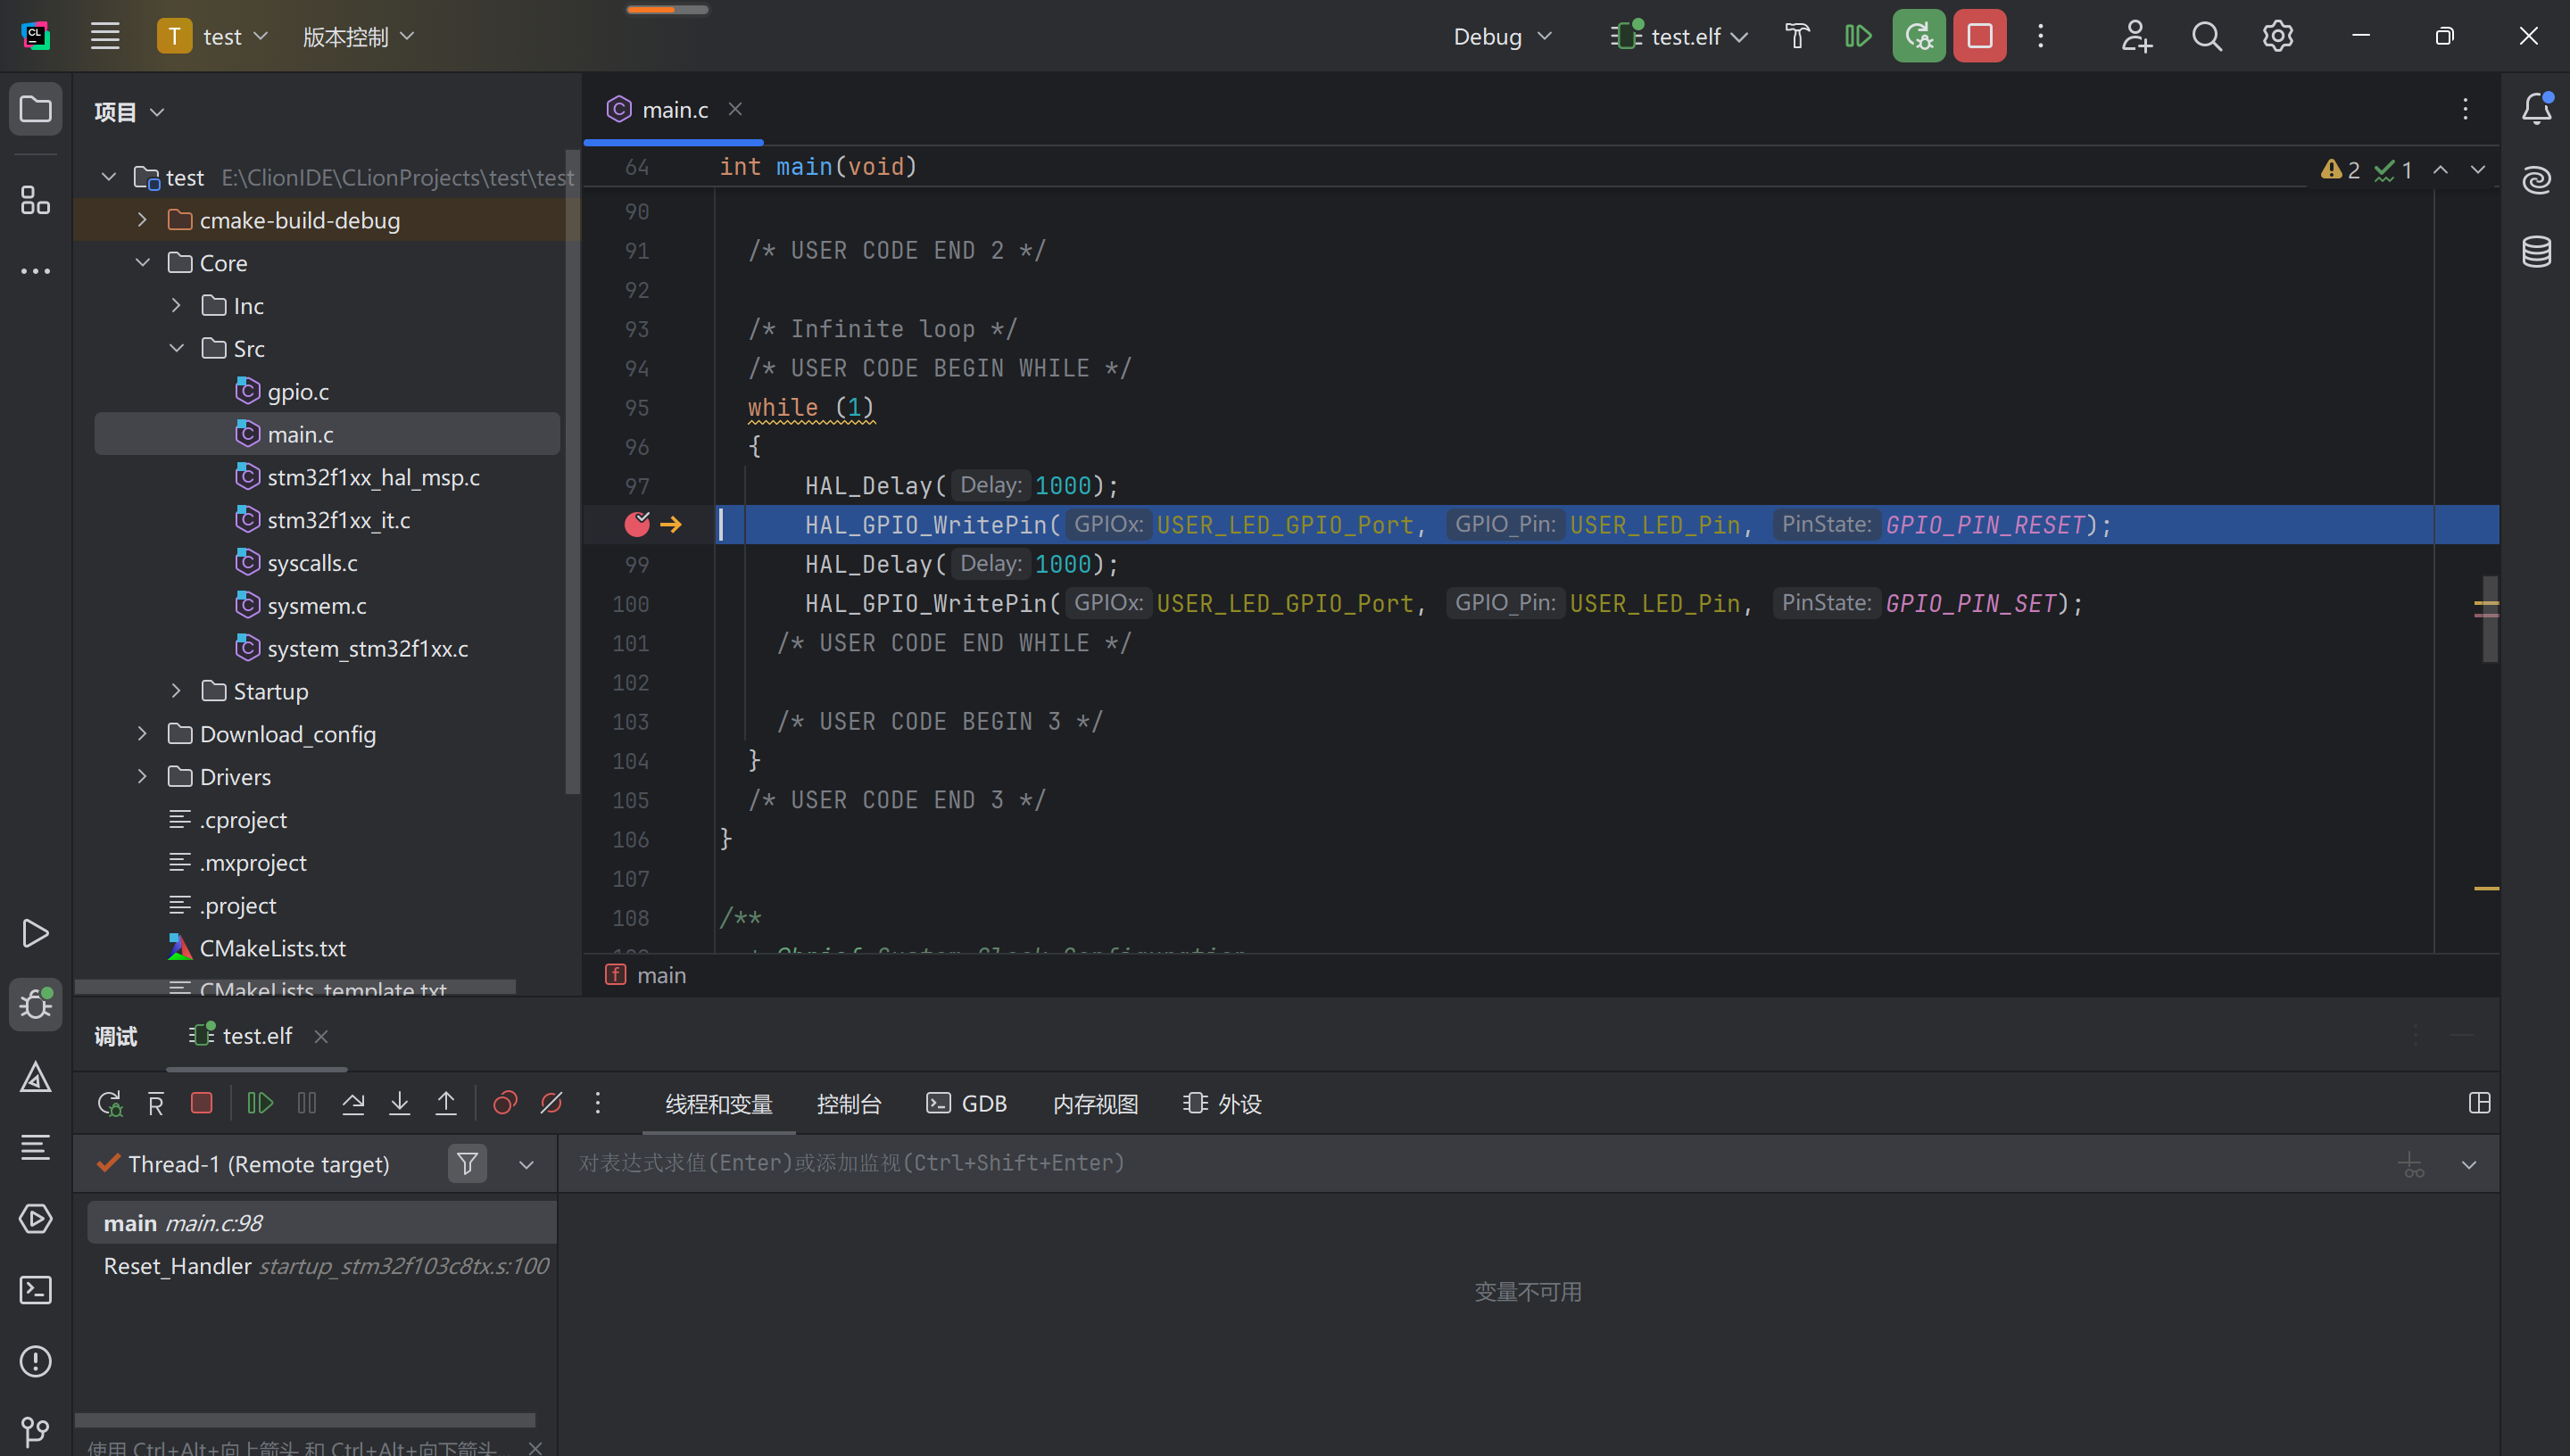 CL
T test 版本控制 Debug test.elf
项目
test E:\ClionIDE\CLionProjects\test\test
cmake-build-debug
Core
Inc
Src
gpio.c
main.c
stm32f1xx_hal_msp.c
stm32f1xx_it.c
syscalls.c
sysmem.c
system_stm32f1xx.c
Startup
Download_config
Drivers
.cproject
.mxproject
.project
CMakeLists.txt
CMakeLists_template.txt
main.c
64 int main(void)
2 1
90
91 /* USER CODE END 2 */
92
93 /* Infinite loop */
94 /* USER CODE BEGIN WHILE */
95 while (1)
96 {
97 HAL_Delay( Delay: 1000);
HAL_GPIO_WritePin( GPIOx: USER_LED_GPIO_Port, GPIO_Pin: USER_LED_Pin, PinState: GPIO_PIN_RESET);
99 HAL_Delay( Delay: 1000);
100 HAL_GPIO_WritePin( GPIOx: USER_LED_GPIO_Port, GPIO_Pin: USER_LED_Pin, PinState: GPIO_PIN_SET);
101 /* USER CODE END WHILE */
102
103 /* USER CODE BEGIN 3 */
104 }
105 /* USER CODE END 3 */
106 }
107
108 /**
main
调试 test.elf
线程和变量 控制台 GDB 内存视图 外设
Thread-1 (Remote target)
对表达式求值(Enter)或添加监视(Ctrl+Shift+Enter)
main main.c:98
Reset_Handler startup_stm32f103c8tx.s:100
变量不可用
使用 Ctrl+Alt+向上箭头 和 Ctrl+Alt+向下箭头...